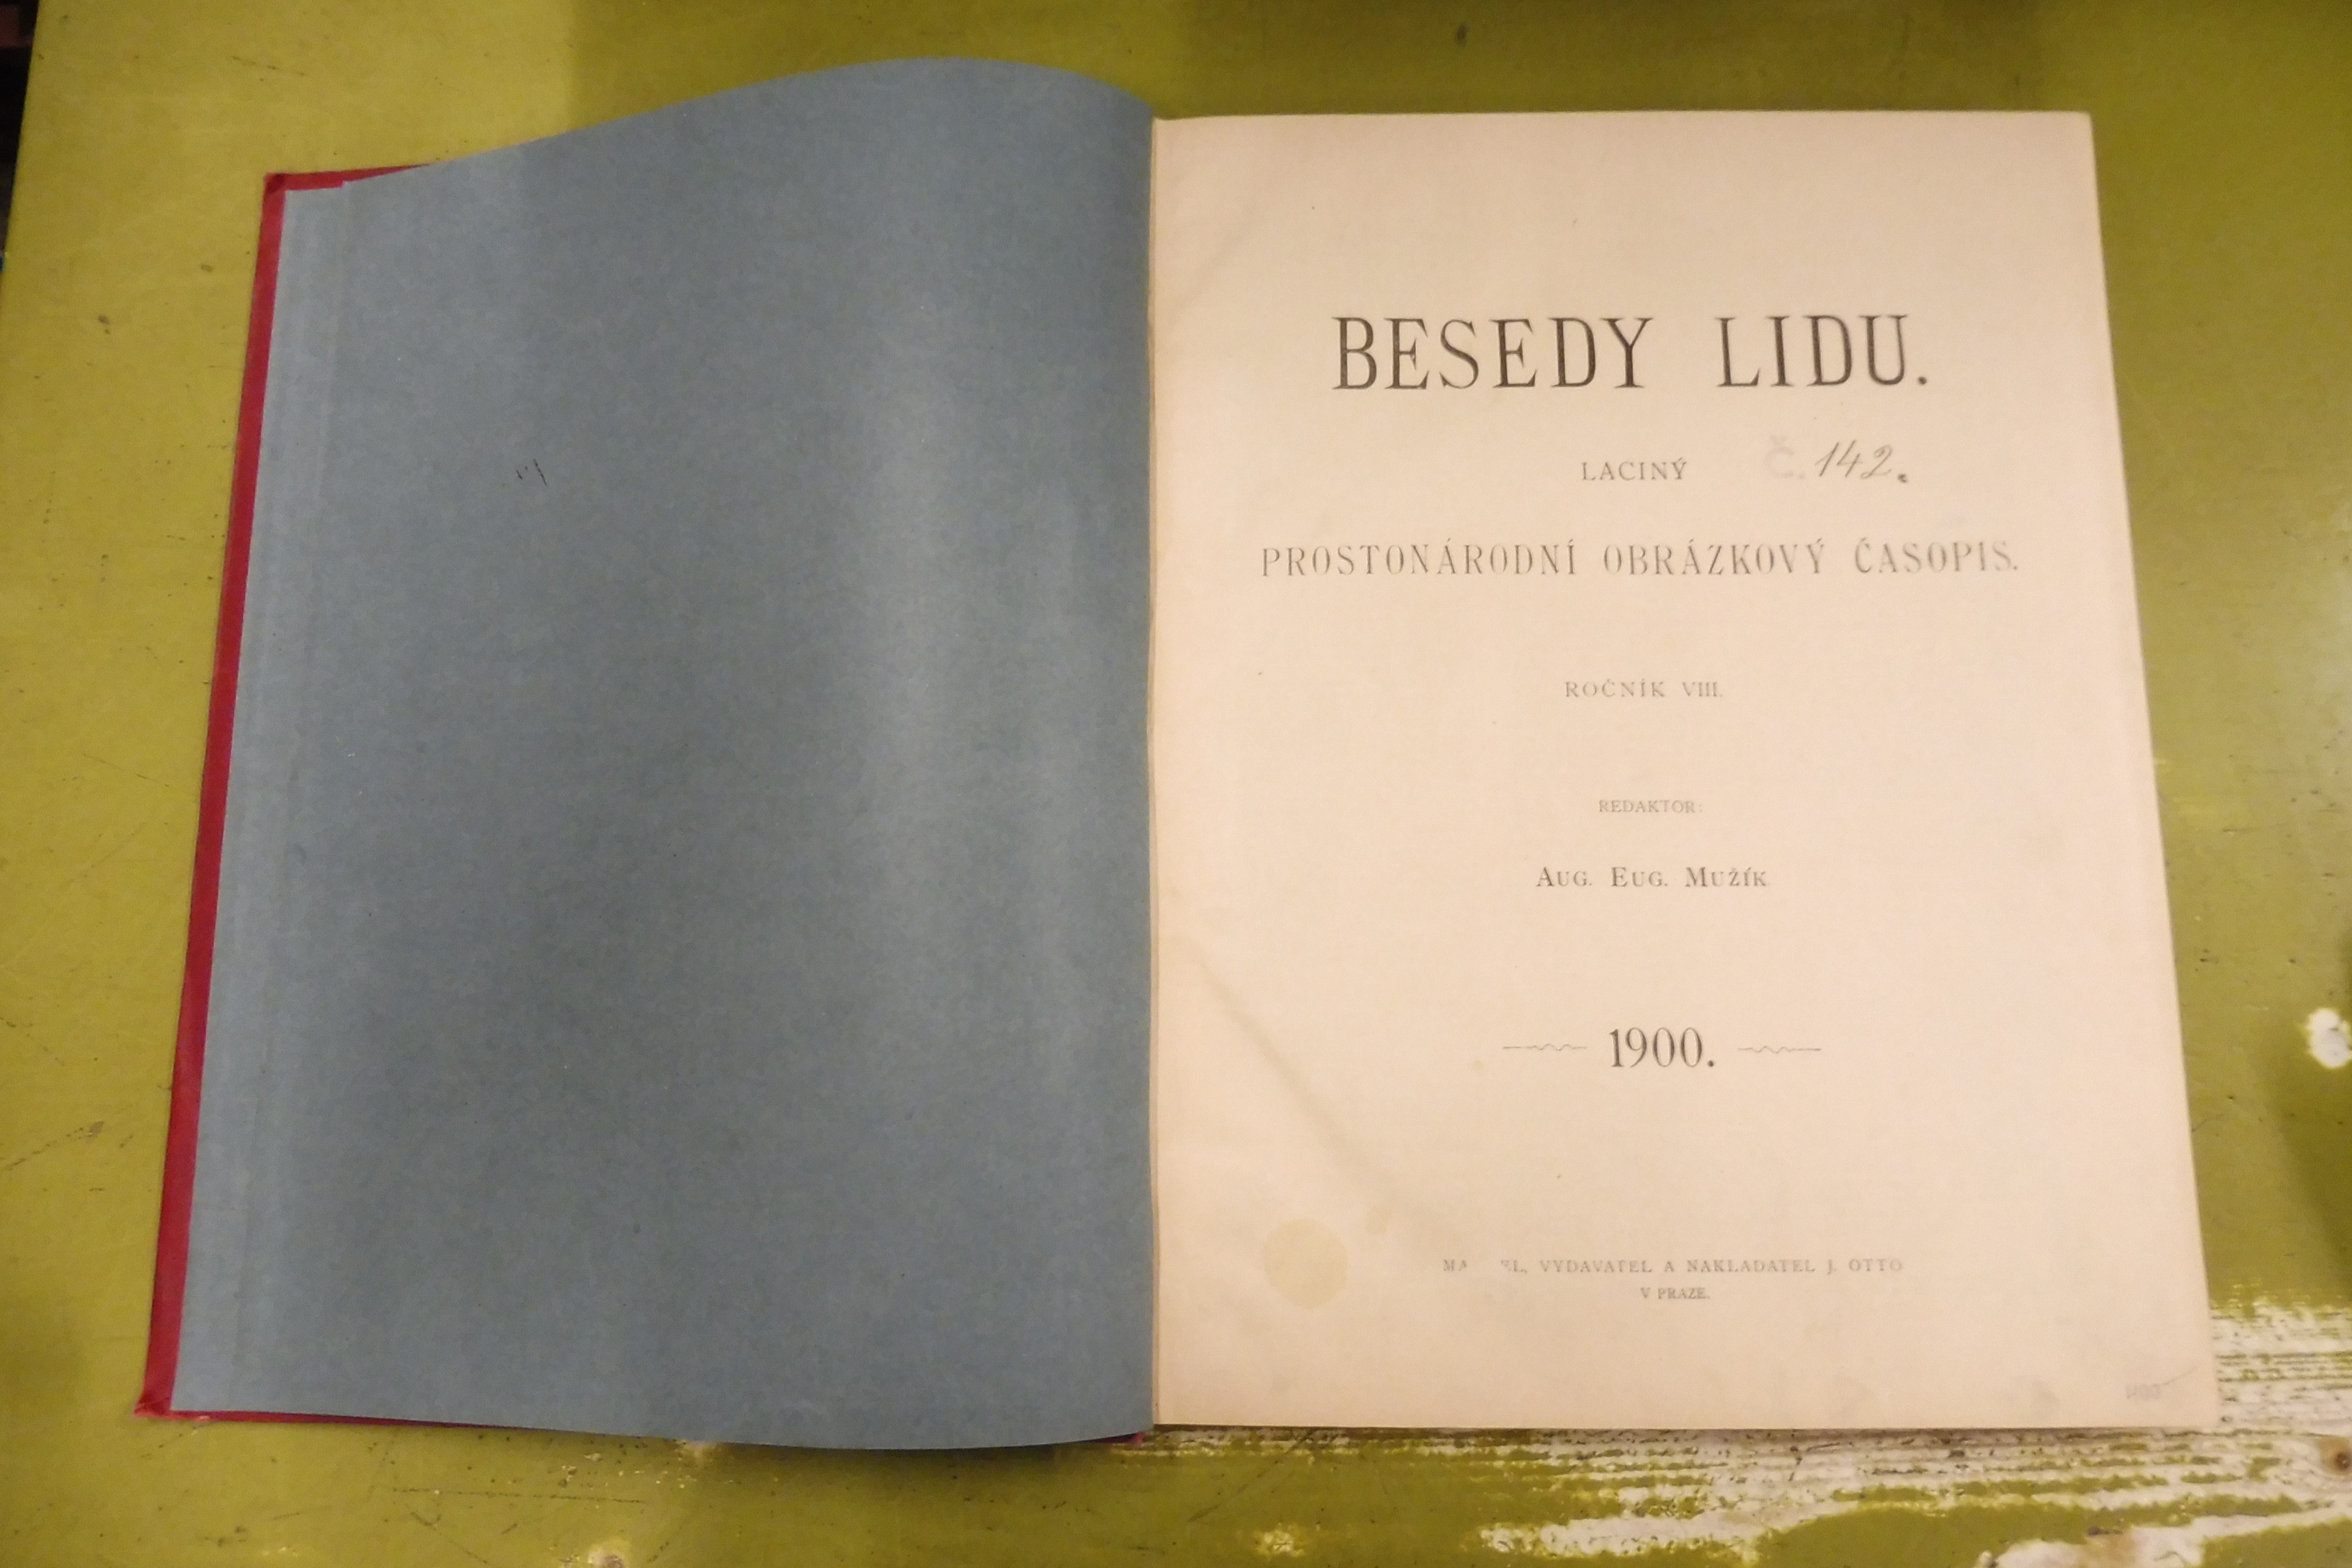 BESEDY LIDU.
LACINÝ Č. 142.
PROSTONÁRODNÍ OBRÁZKOVÝ ČASOPIS.
ROČNÍK VIII.
REDAKTOR:
AUG. EUG. MUŽÍK.
1900.
VYDAVATEL A NAKLADATEL J. OTTO
V PRAZE.